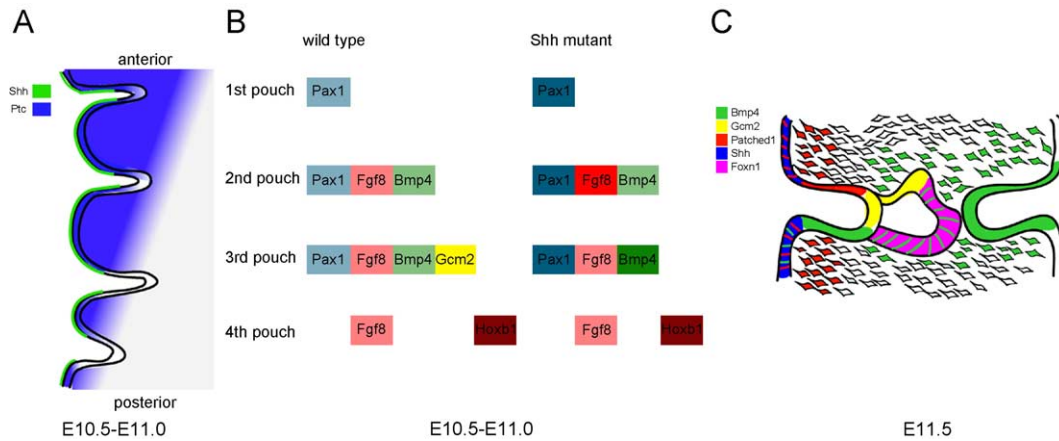 A
anterior
Shh
Ptc
posterior
E10.5-E11.0
B
wild type
Shh mutant
1st pouch
Pax1
Pax1
2nd pouch
Pax1 Fgf8 Bmp4
Pax1 Fgf8 Bmp4
3rd pouch
Pax1 Fgf8 Bmp4 Gcm2
Pax1 Fgf8 Bmp4
4th pouch
Fgf8 Hoxb1
Fgf8 Hoxb1
E10.5-E11.0
C
Bmp4
Gcm2
Patched1
Shh
Foxn1
E11.5